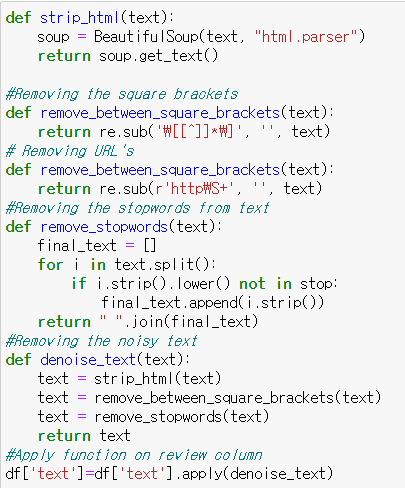 def strip_html(text):
    soup = BeautifulSoup(text, "html.parser")
    return soup.get_text()

#Removing the square brackets
def remove_between_square_brackets(text):
    return re.sub('₩[[^]]*₩]', '', text)
# Removing URL's
def remove_between_square_brackets(text):
    return re.sub(r'http₩S+', '', text)
#Removing the stopwords from text
def remove_stopwords(text):
    final_text = []
    for i in text.split():
        if i.strip().lower() not in stop:
            final_text.append(i.strip())
    return " ".join(final_text)
#Removing the noisy text
def denoise_text(text):
    text = strip_html(text)
    text = remove_between_square_brackets(text)
    text = remove_stopwords(text)
    return text
#Apply function on review column
df['text']=df['text'].apply(denoise_text)